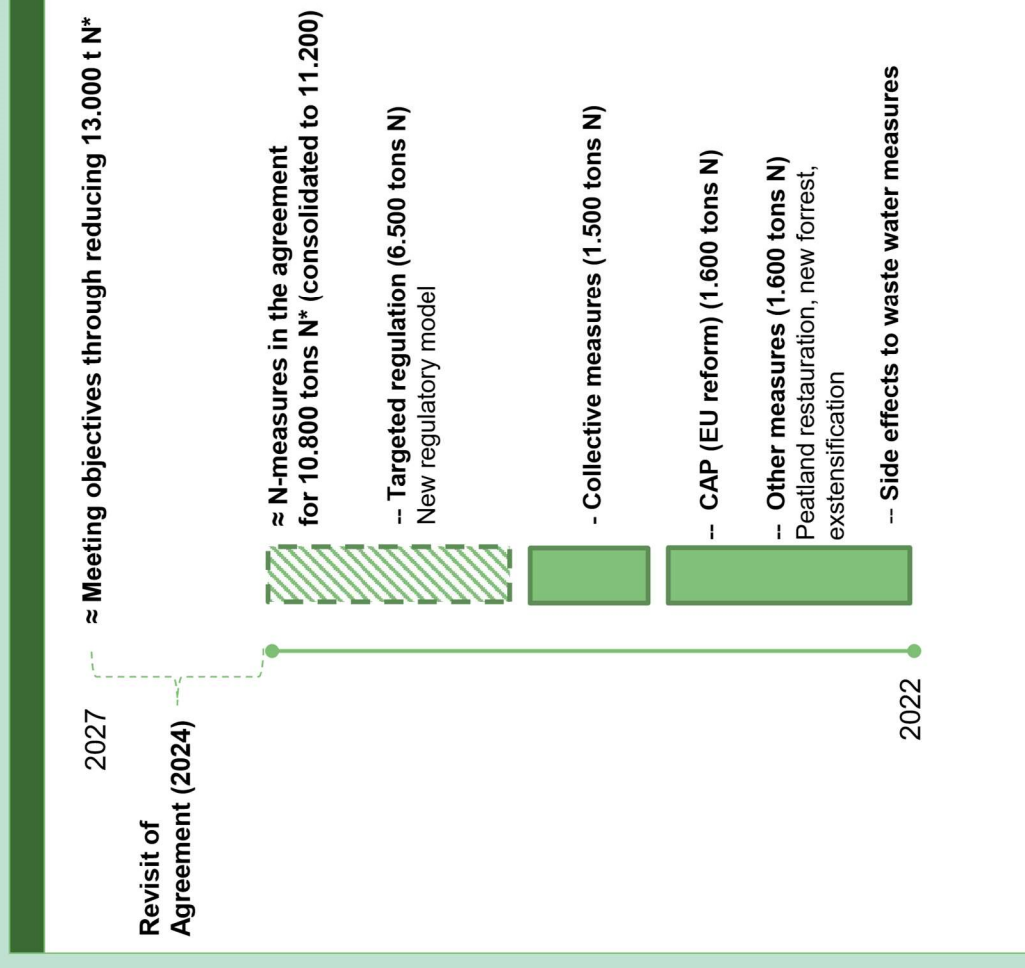 2027
≈ Meeting objectives through reducing 13.000 t N*
Revisit of
Agreement (2024)
≈ N-measures in the agreement
for 10.800 tons N* (consolidated to 11.200)
-- Targeted regulation (6.500 tons N)
New regulatory model
- Collective measures (1.500 tons N)
-- CAP (EU reform) (1.600 tons N)
-- Other measures (1.600 tons N)
Peatland restauration, new forrest,
exstensification
2022
-- Side effects to waste water measures